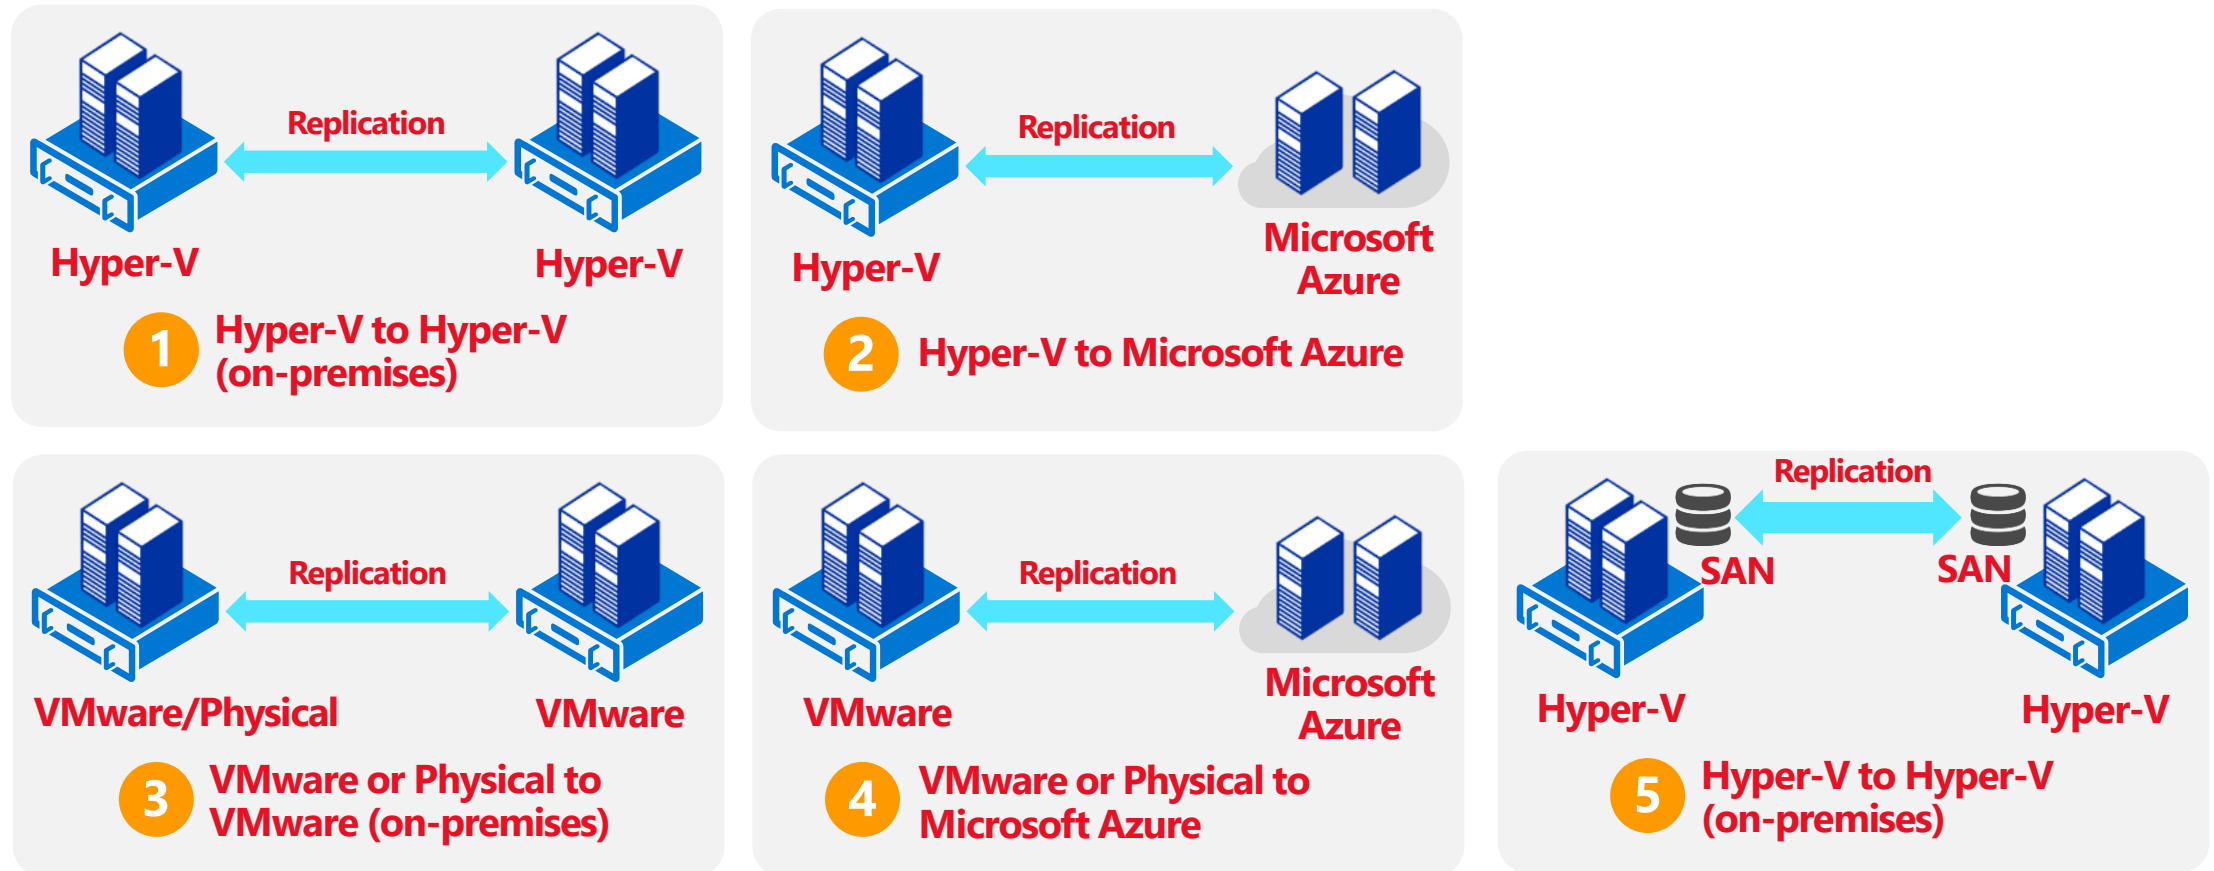 Replication
Hyper-V
Hyper-V
1
Hyper-V to Hyper-V
(on-premises)
Replication
Hyper-V
Microsoft
Azure
2
Hyper-V to Microsoft Azure
Replication
VMware/Physical
VMware
3
VMware or Physical to
VMware (on-premises)
Replication
VMware
Microsoft
Azure
4
VMware or Physical to
Microsoft Azure
Replication
SAN
SAN
Hyper-V
Hyper-V
5
Hyper-V to Hyper-V
(on-premises)